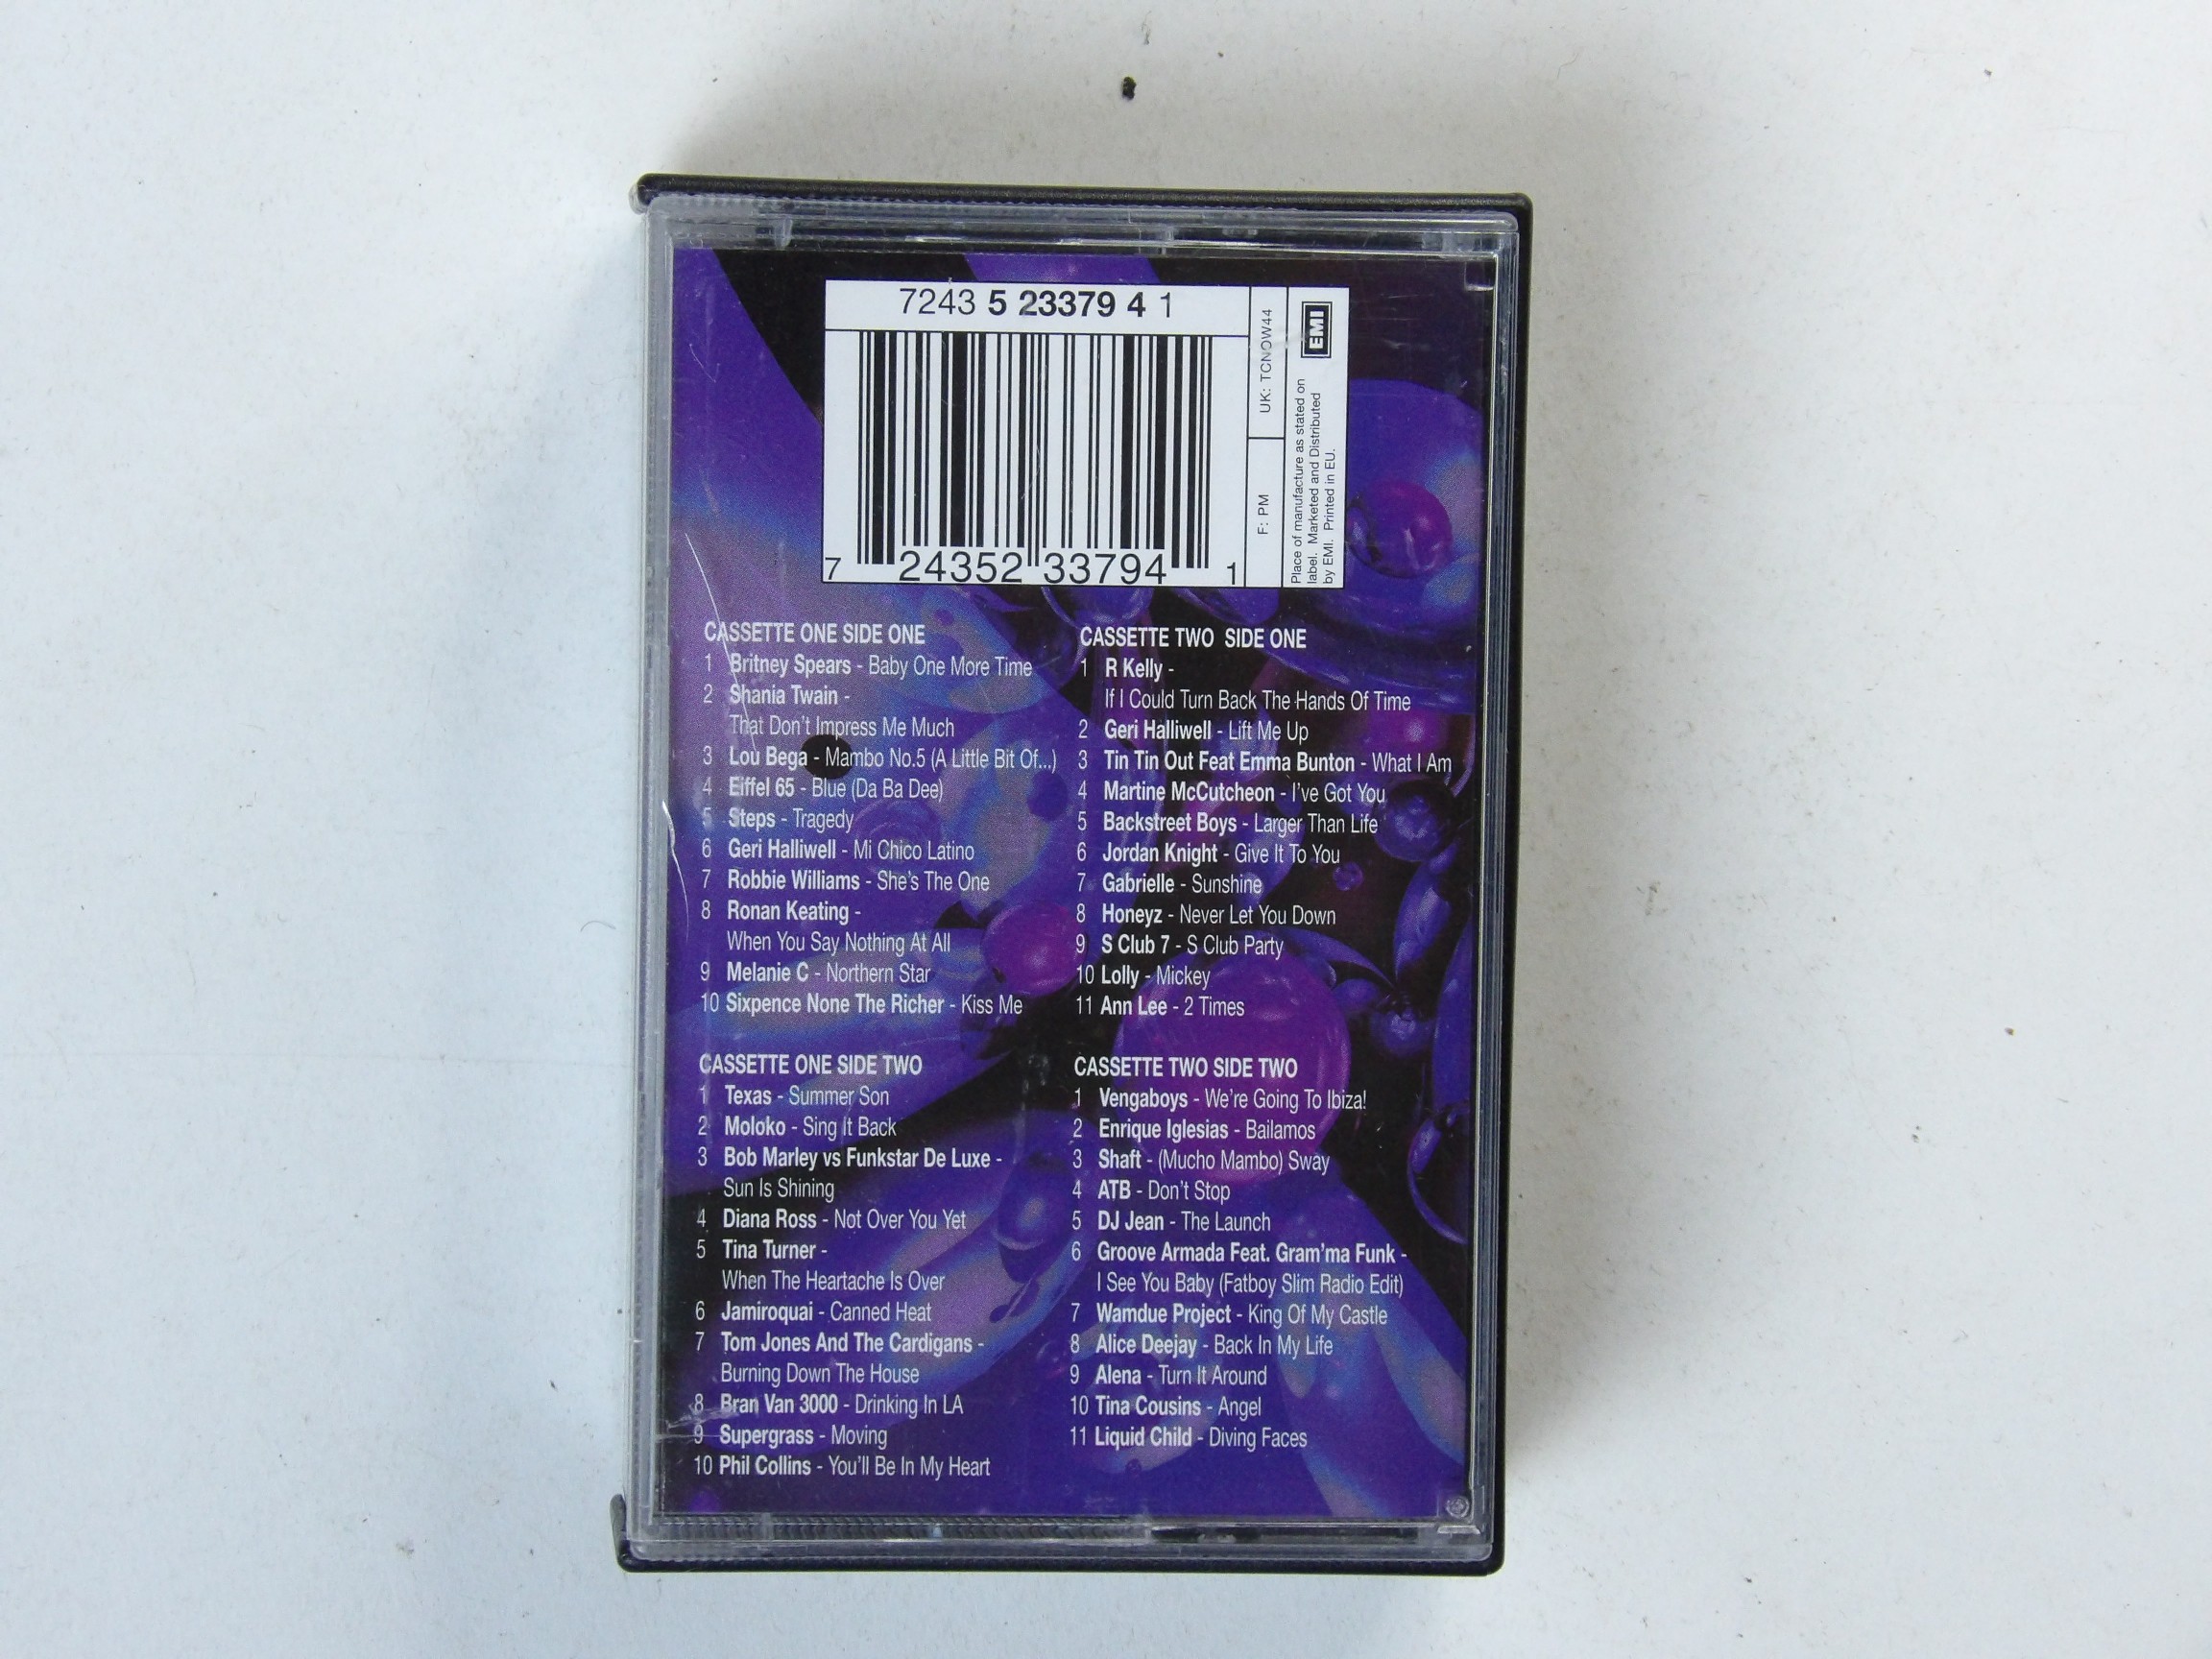 7243 5 23379 4 1
7 24352 33794 1
UK: TCNOW44
F: PM
EMI
Place of manufacture as stated on
label. Marketed and Distributed
by EMI. Printed in EU.
CASSETTE ONE SIDE ONE
1 Britney Spears - Baby One More Time
2 Shania Twain -
That Don't Impress Me Much
3 Lou Bega - Mambo No.5 (A Little Bit Of...)
4 Eiffel 65 - Blue (Da Ba Dee)
5 Steps - Tragedy
6 Geri Halliwell - Mi Chico Latino
7 Robbie Williams - She's The One
8 Ronan Keating -
When You Say Nothing At All
9 Melanie C - Northern Star
10 Sixpence None The Richer - Kiss Me
CASSETTE ONE SIDE TWO
1 Texas - Summer Son
2 Moloko - Sing It Back
3 Bob Marley vs Funkstar De Luxe -
Sun Is Shining
4 Diana Ross - Not Over You Yet
5 Tina Turner -
When The Heartache Is Over
6 Jamiroquai - Canned Heat
7 Tom Jones And The Cardigans -
Burning Down The House
8 Bran Van 3000 - Drinking In LA
9 Supergrass - Moving
10 Phil Collins - You'll Be In My Heart
CASSETTE TWO SIDE ONE
1 R Kelly -
If I Could Turn Back The Hands Of Time
2 Geri Halliwell - Lift Me Up
3 Tin Tin Out Feat Emma Bunton - What I Am
4 Martine McCutcheon - I've Got You
5 Backstreet Boys - Larger Than Life
6 Jordan Knight - Give It To You
7 Gabrielle - Sunshine
8 Honeyz - Never Let You Down
9 S Club 7 - S Club Party
10 Lolly - Mickey
11 Ann Lee - 2 Times
CASSETTE TWO SIDE TWO
1 Vengaboys - We're Going To Ibiza!
2 Enrique Iglesias - Bailamos
3 Shaft - (Mucho Mambo) Sway
4 ATB - Don't Stop
5 DJ Jean - The Launch
6 Groove Armada Feat. Gram'ma Funk -
I See You Baby (Fatboy Slim Radio Edit)
7 Wamdue Project - King Of My Castle
8 Alice Deejay - Back In My Life
9 Alena - Turn It Around
10 Tina Cousins - Angel
11 Liquid Child - Diving Faces